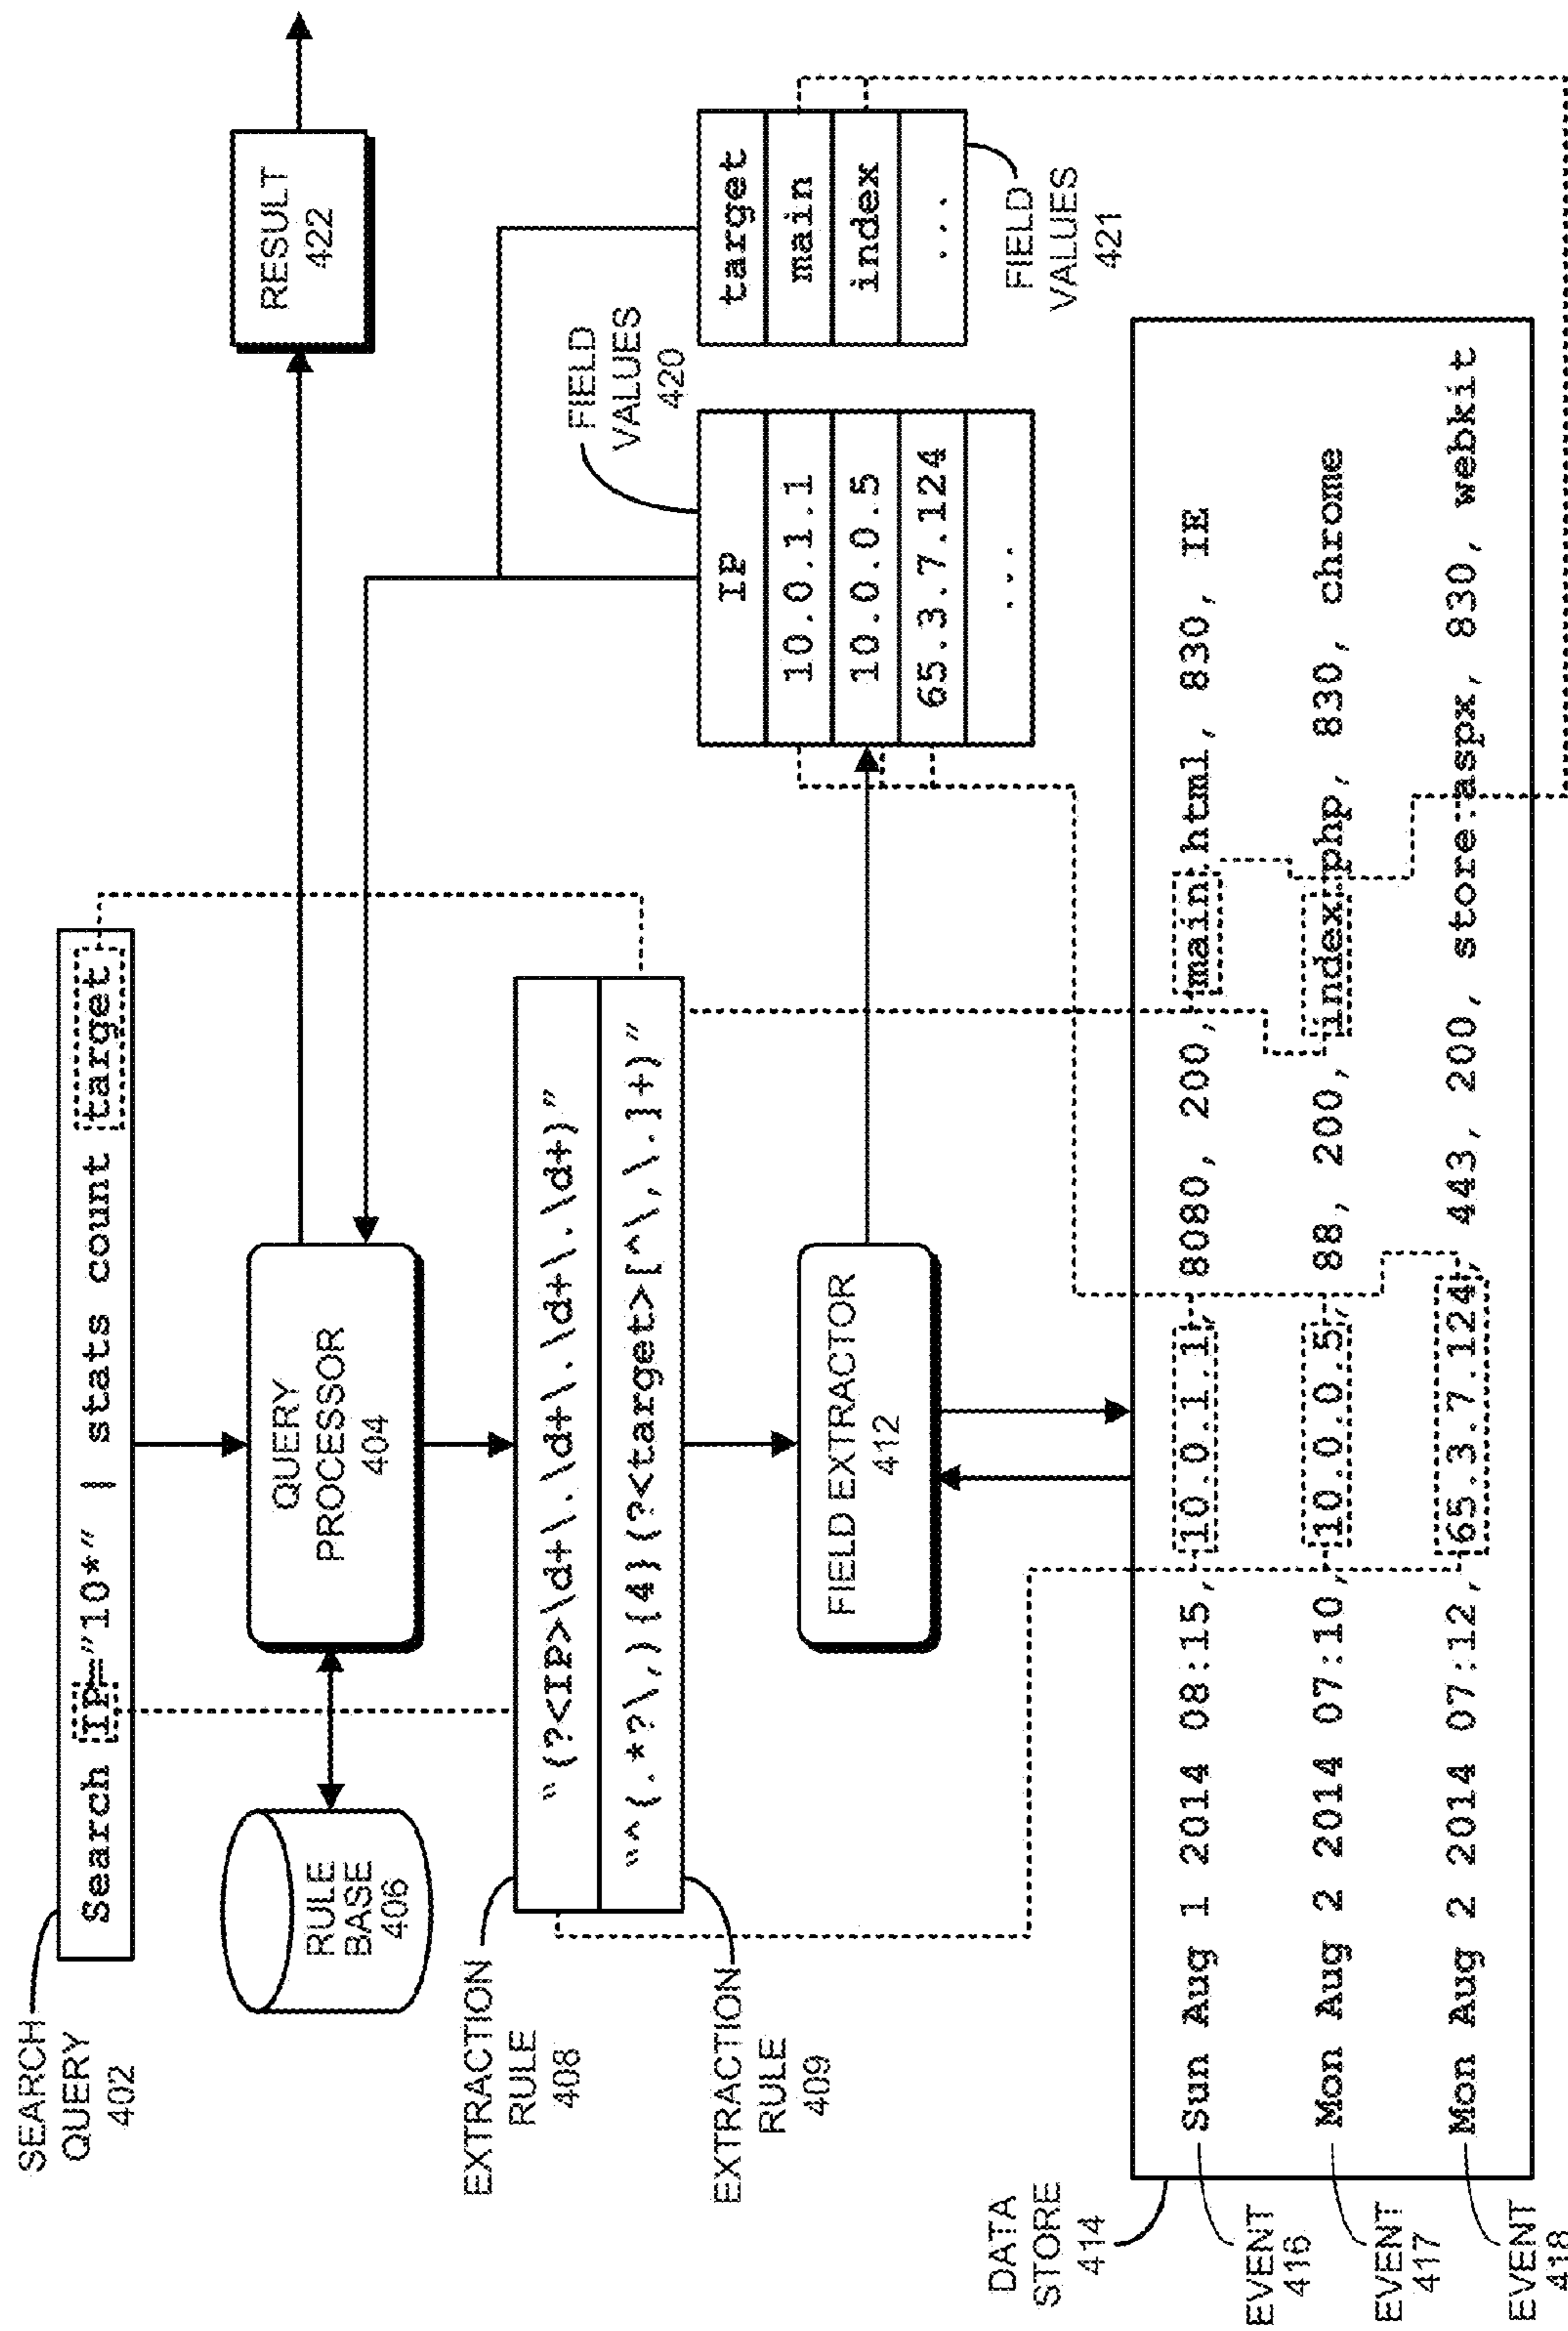 SEARCH
QUERY
402
Search IP="10*" | stats count target
RULE
BASE
406
QUERY
PROCESSOR
404
RESULT
422
EXTRACTION
RULE
408
"(?<IP>\d+\.\d+\.\d+\.\d+)"
EXTRACTION
RULE
409
"^(.*?\,){4}(?<target>[^\,\.]+)"
FIELD EXTRACTOR
412
FIELD
VALUES
420
IP
10.0.1.1
10.0.0.5
65.3.7.124
...
target
main
index
...
FIELD
VALUES
421
DATA
STORE
414
EVENT
416
Sun Aug 1 2014 08:15, 10.0.1.1, 8080, 200, main.html, 830, IE
EVENT
417
Mon Aug 2 2014 07:10, 10.0.0.5, 88, 200, index.php, 830, chrome
EVENT
418
Mon Aug 2 2014 07:12, 65.3.7.124, 443, 200, store.aspx, 830, webkit